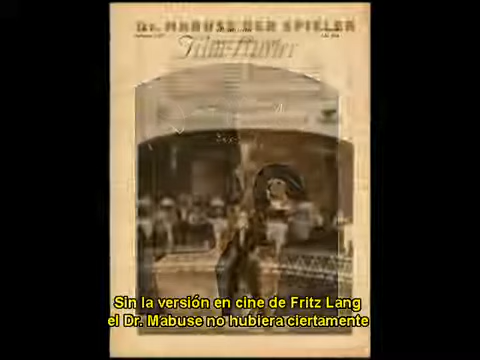 Dr. MABUSE DER SPIELER
Film-Kurier
Sin la versión en cine de Fritz Lang
el Dr. Mabuse no hubiera ciertamente